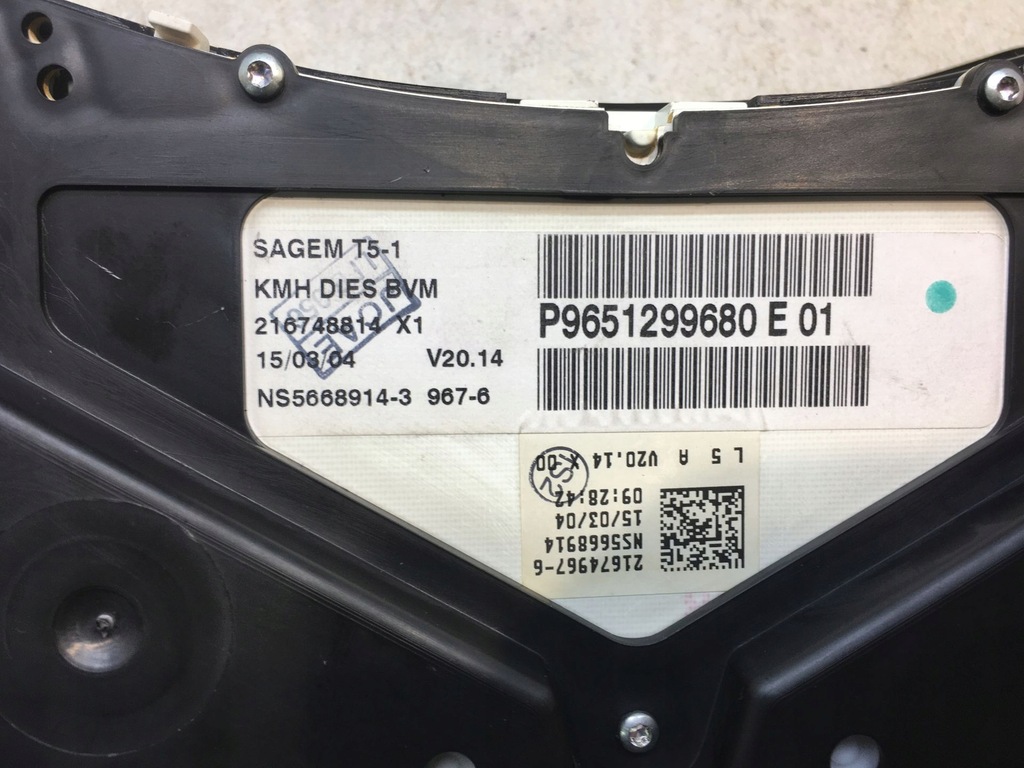 SAGEM T5-1
KMH DIES BVM
216748814 X1
15/03/04 V20.14
NS5668914-3 967-6
P9651299680 E 01
21674967-6
NS5668914
15/03/04
09:28:42
L 5 A V20.14 X 00